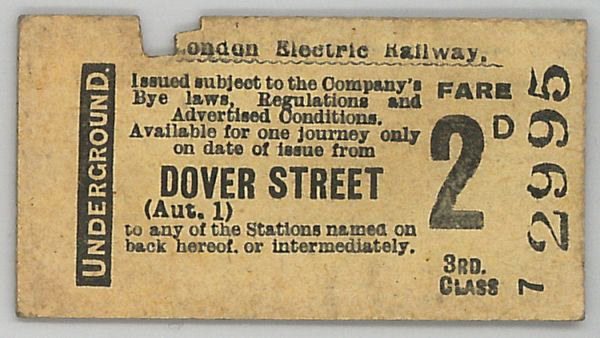 London Electric Railway.
UNDERGROUND.
Issued subject to the Company's
Bye laws, Regulations and
Advertised Conditions.
Available for one journey only
on date of issue from
DOVER STREET
(Aut. 1)
to any of the Stations named on
back hereof, or intermediately.
FARE
2D
3RD.
CLASS
7 2995